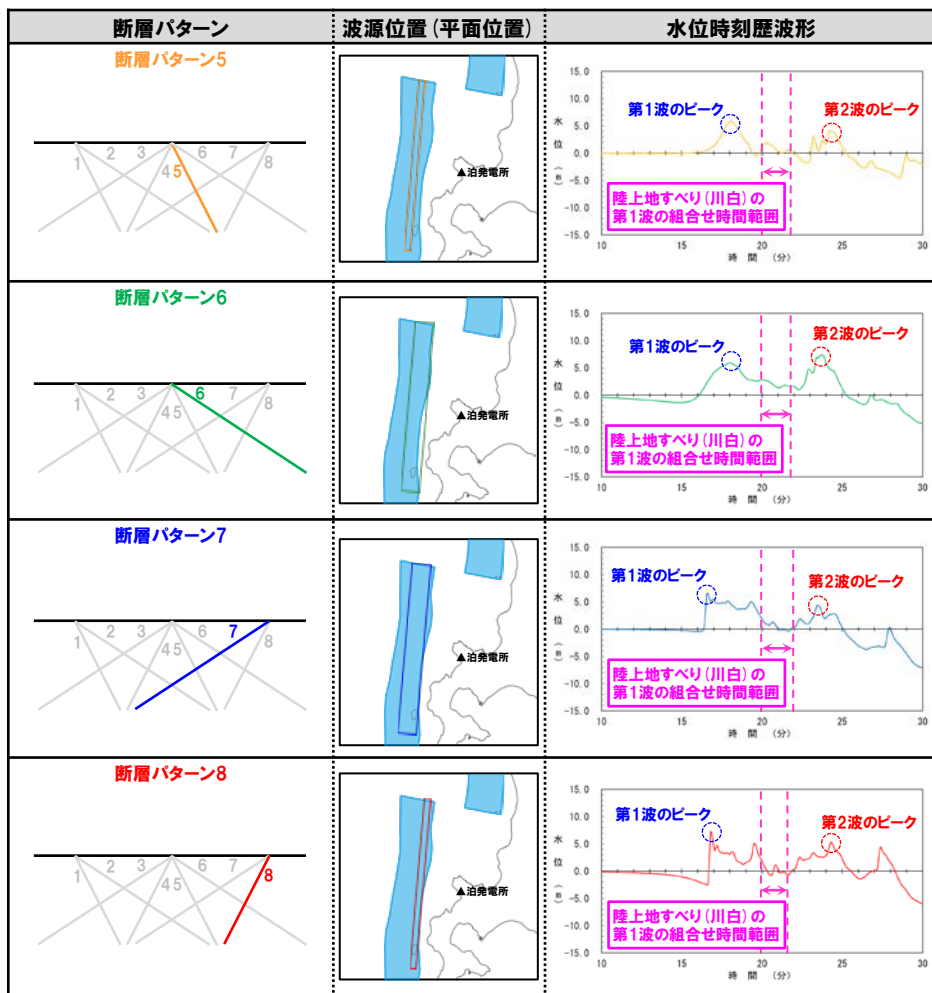 断層パターン
波源位置(平面位置)
水位時刻歴波形
断層パターン5
1 2 3 4 5 6 7 8
▲泊発電所
第1波のピーク
第2波のピーク
陸上地すべり(川白)の
第1波の組合せ時間範囲
水位(m)
15.0
10.0
5.0
0.0
-5.0
-10.0
-15.0
10 15 20 25 30
時間 (分)
断層パターン6
1 2 3 4 5 6 7 8
▲泊発電所
第1波のピーク
第2波のピーク
陸上地すべり(川白)の
第1波の組合せ時間範囲
水位(m)
15.0
10.0
5.0
0.0
-5.0
-10.0
-15.0
10 15 20 25 30
時間 (分)
断層パターン7
1 2 3 4 5 6 7 8
▲泊発電所
第1波のピーク
第2波のピーク
陸上地すべり(川白)の
第1波の組合せ時間範囲
水位(m)
15.0
10.0
5.0
0.0
-5.0
-10.0
-15.0
10 15 20 25 30
時間 (分)
断層パターン8
1 2 3 4 5 6 7 8
▲泊発電所
第1波のピーク
第2波のピーク
陸上地すべり(川白)の
第1波の組合せ時間範囲
水位(m)
15.0
10.0
5.0
0.0
-5.0
-10.0
-15.0
10 15 20 25 30
時間 (分)